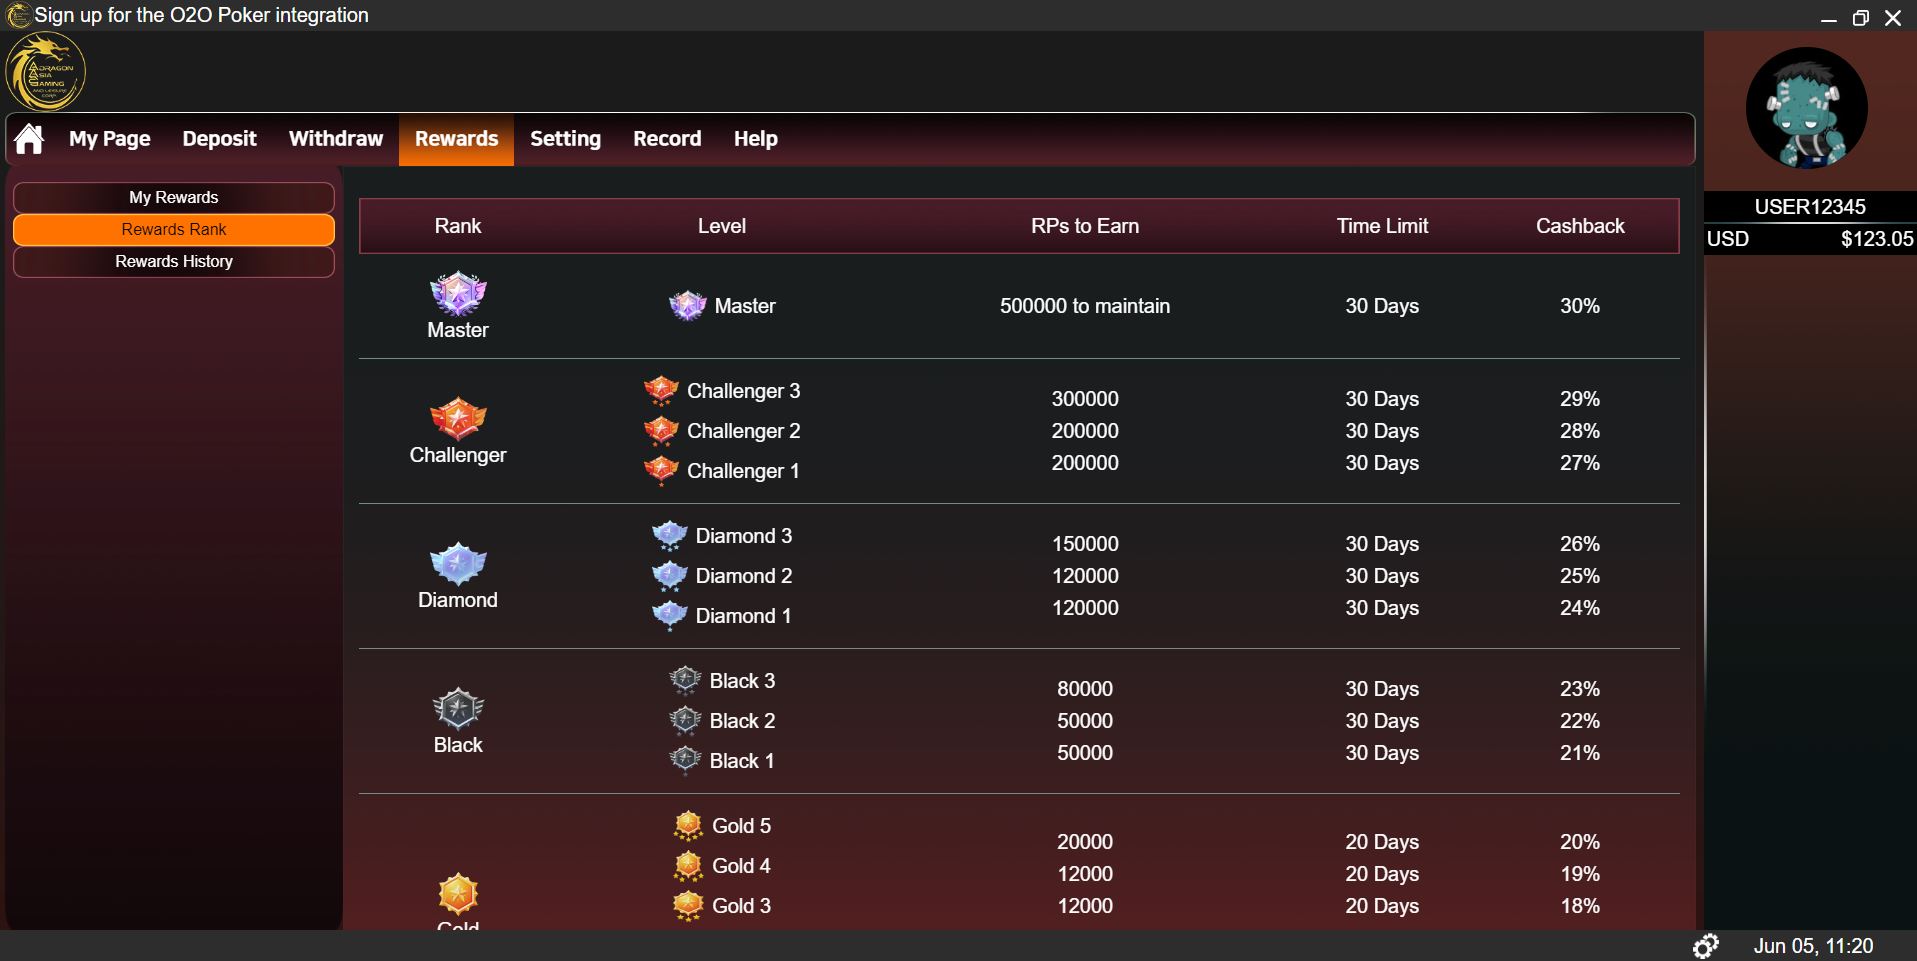 Sign up for the O2O Poker integration
DRAGON
ASIA
GAMING
AND LEISURE
CORP.
My Page Deposit Withdraw Rewards Setting Record Help
My Rewards
Rewards Rank
Rewards History
USER12345
USD $123.05
Rank Level RPs to Earn Time Limit Cashback
Master Master 500000 to maintain 30 Days 30%
Challenger
Challenger 3 300000 30 Days 29%
Challenger 2 200000 30 Days 28%
Challenger 1 200000 30 Days 27%
Diamond
Diamond 3 150000 30 Days 26%
Diamond 2 120000 30 Days 25%
Diamond 1 120000 30 Days 24%
Black
Black 3 80000 30 Days 23%
Black 2 50000 30 Days 22%
Black 1 50000 30 Days 21%
Gold
Gold 5 20000 20 Days 20%
Gold 4 12000 20 Days 19%
Gold 3 12000 20 Days 18%
Jun 05, 11:20